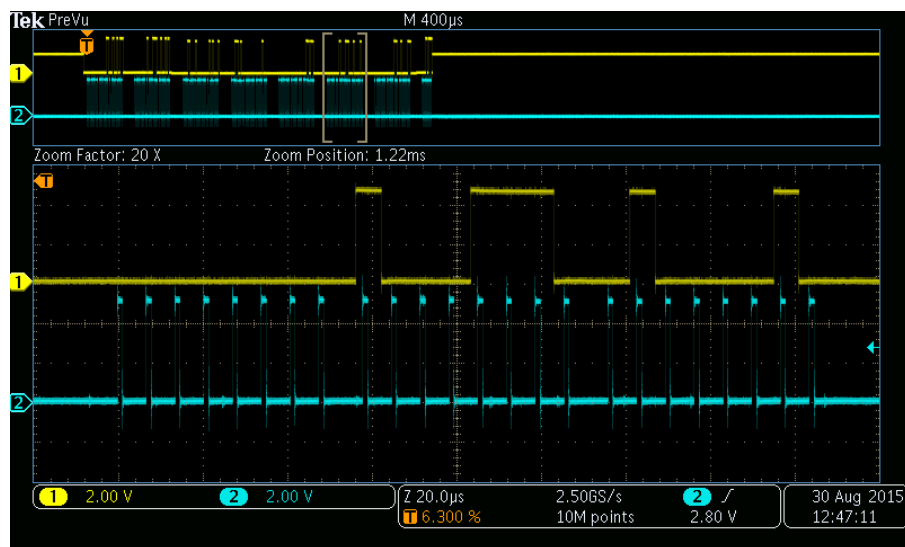 Tek PreVu M 400µs
T
1
2
Zoom Factor: 20 X Zoom Position: 1.22ms
T
1
2
1 2.00 V 2 2.00 V Z 20.0µs 2.50GS/s 2 30 Aug 2015
T 6.300 % 10M points 2.80 V 12:47:11